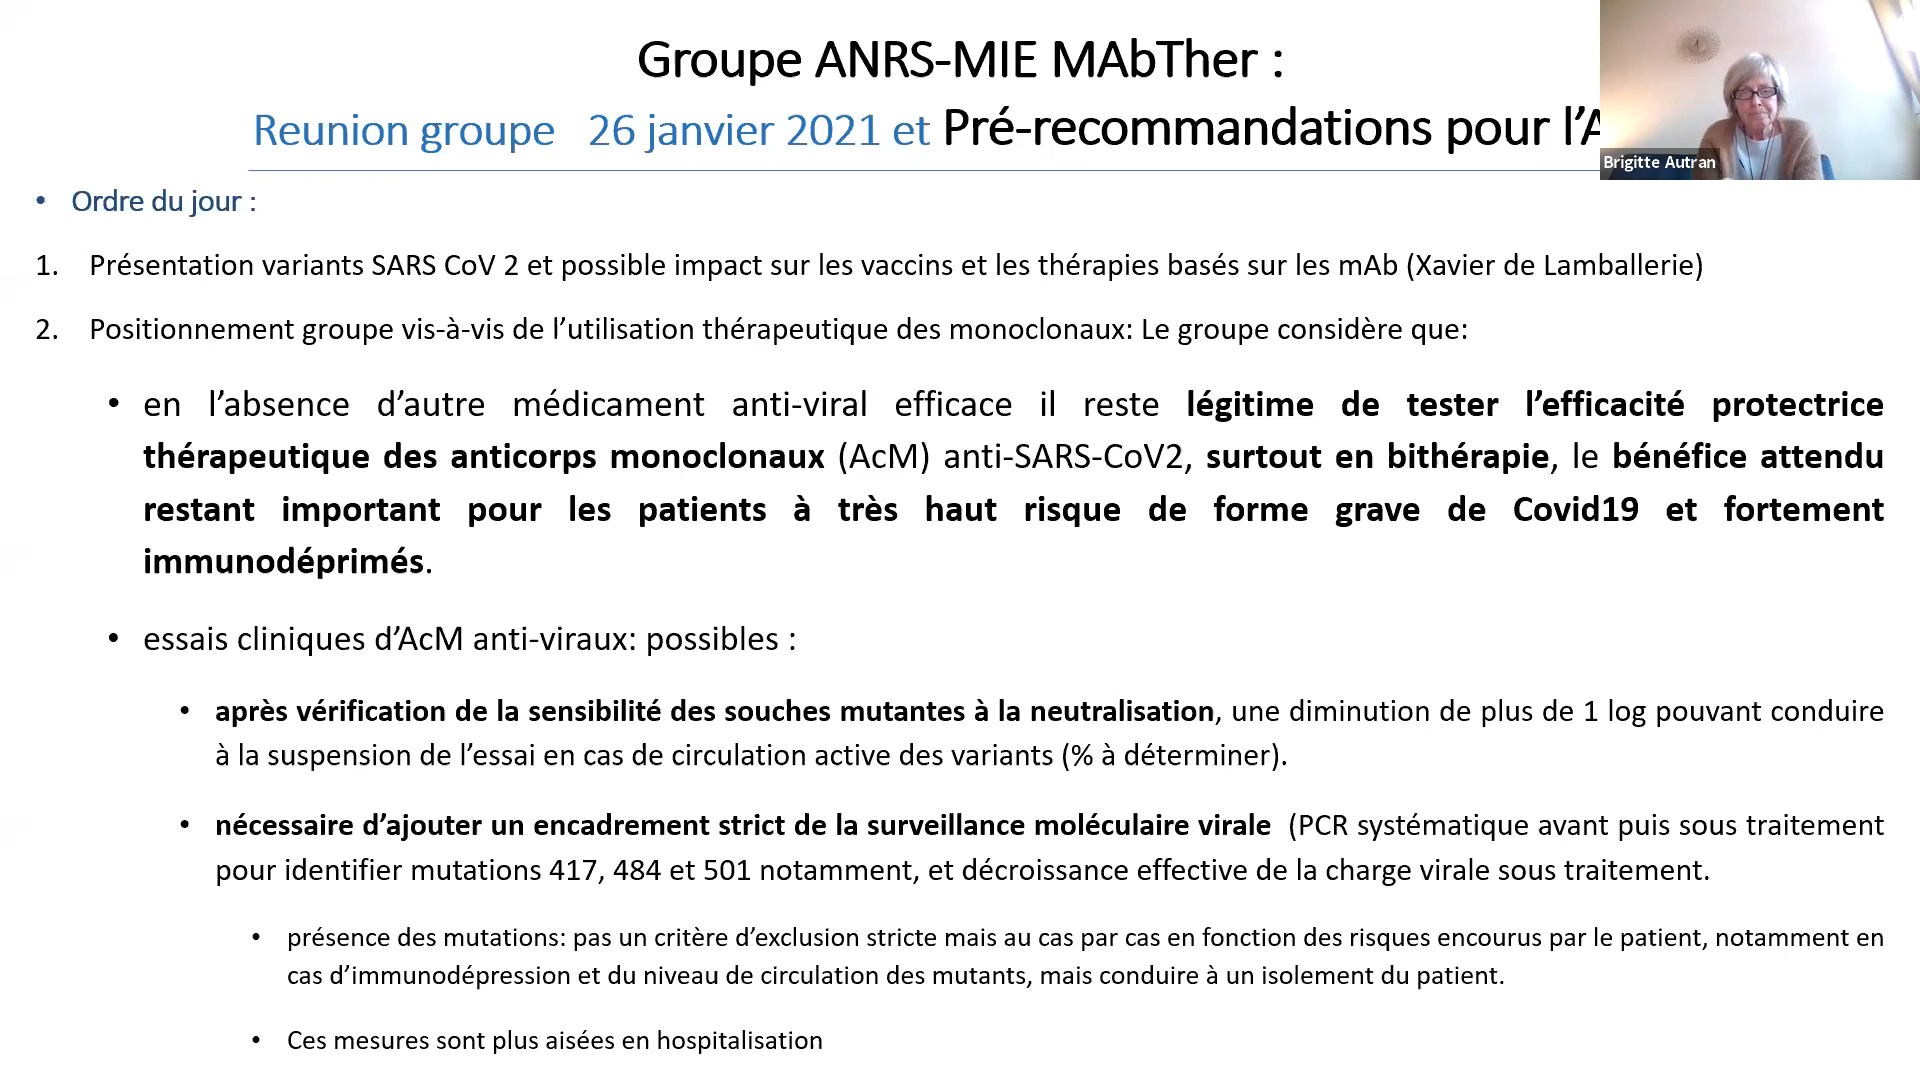 Groupe ANRS-MIE MAbTher :
Reunion groupe 26 janvier 2021 et Pré-recommandations pour l’A
Brigitte Autran
• Ordre du jour :
1. Présentation variants SARS CoV 2 et possible impact sur les vaccins et les thérapies basés sur les mAb (Xavier de Lamballerie)
2. Positionnement groupe vis-à-vis de l’utilisation thérapeutique des monoclonaux: Le groupe considère que:
• en l’absence d’autre médicament anti-viral efficace il reste légitime de tester l’efficacité protectrice
thérapeutique des anticorps monoclonaux (AcM) anti-SARS-CoV2, surtout en bithérapie, le bénéfice attendu
restant important pour les patients à très haut risque de forme grave de Covid19 et fortement
immunodéprimés.
• essais cliniques d’AcM anti-viraux: possibles :
• après vérification de la sensibilité des souches mutantes à la neutralisation, une diminution de plus de 1 log pouvant conduire
à la suspension de l’essai en cas de circulation active des variants (% à déterminer).
• nécessaire d’ajouter un encadrement strict de la surveillance moléculaire virale (PCR systématique avant puis sous traitement
pour identifier mutations 417, 484 et 501 notamment, et décroissance effective de la charge virale sous traitement.
• présence des mutations: pas un critère d’exclusion stricte mais au cas par cas en fonction des risques encourus par le patient, notamment en
cas d’immunodépression et du niveau de circulation des mutants, mais conduire à un isolement du patient.
• Ces mesures sont plus aisées en hospitalisation